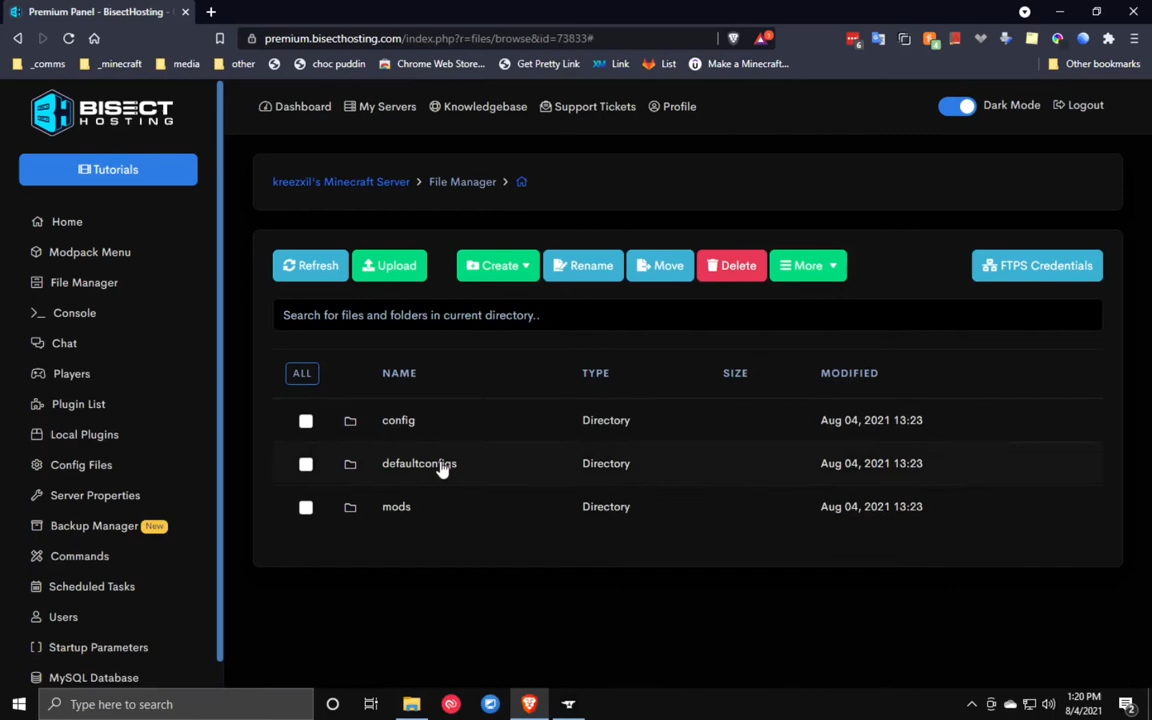 Premium Panel - BisectHosting -
premium.bisecthosting.com/index.php?r=files/browse&id=73833#
_comms _minecraft media other choc puddin Chrome Web Store... Get Pretty Link Link List Make a Minecraft... Other bookmarks
BISECT
HOSTING
Dashboard My Servers Knowledgebase Support Tickets Profile Dark Mode Logout
Tutorials
kreezxil's Minecraft Server > File Manager >
Home
Modpack Menu
File Manager
Console
Chat
Players
Plugin List
Local Plugins
Config Files
Server Properties
Backup Manager New
Commands
Scheduled Tasks
Users
Startup Parameters
MySQL Database
Refresh Upload Create Rename Move Delete More FTPS Credentials
Search for files and folders in current directory..
ALL NAME TYPE SIZE MODIFIED
config Directory Aug 04, 2021 13:23
defaultconfigs Directory Aug 04, 2021 13:23
mods Directory Aug 04, 2021 13:23
Type here to search
1:20 PM
8/4/2021